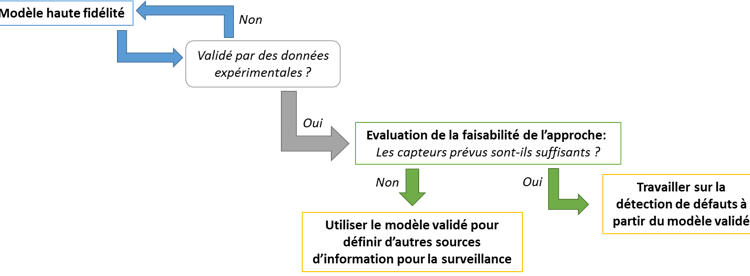 Modèle haute fidélité
Non
Validé par des données
expérimentales ?
Oui
Evaluation de la faisabilité de l'approche:
Les capteurs prévus sont-ils suffisants ?
Non
Oui
Utiliser le modèle validé pour
définir d'autres sources
d'information pour la surveillance
Travailler sur la
détection de défauts à
partir du modèle validé